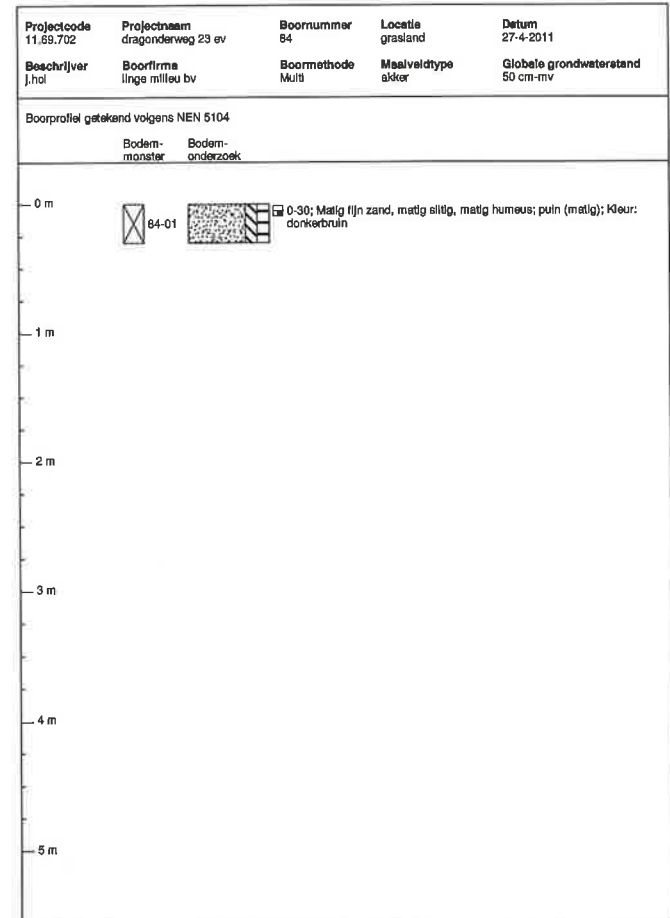 Projectcode Projectnaam Boornummer Locatie Datum
11.69.702 dragonderweg 23 ev 84 grasland 27-4-2011
Beschrijver Boorfirma Boormethode Maaiveldtype Globale grondwaterstand
j.hol linge milieu bv Multi akker 50 cm-mv
Boorprofiel getekend volgens NEN 5104
Bodem- Bodem-
monster onderzoek
0 m
84-01
0-30; Matig fijn zand, matig siltig, matig humeus; puin (matig); Kleur:
donkerbruin
1 m
2 m
3 m
4 m
5 m